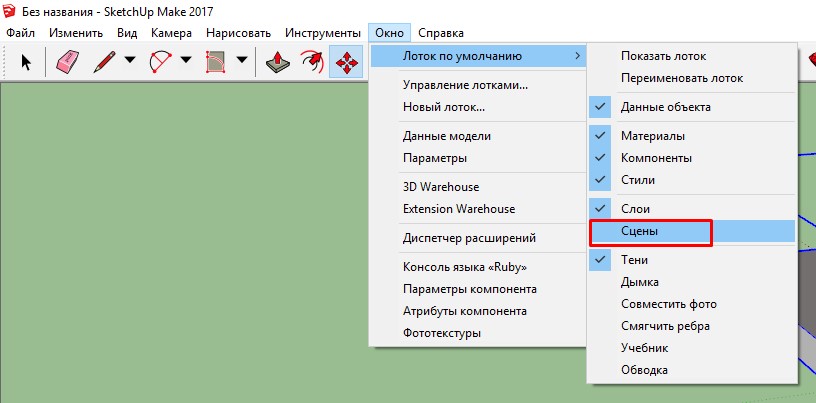 Без названия - SketchUp Make 2017
Файл Изменить Вид Камера Нарисовать Инструменты Окно Справка
Лоток по умолчанию
Управление лотками...
Новый лоток...
Данные модели
Параметры
3D Warehouse
Extension Warehouse
Диспетчер расширений
Консоль языка «Ruby»
Параметры компонента
Атрибуты компонента
Фототекстуры
Показать лоток
Переименовать лоток
Данные объекта
Материалы
Компоненты
Стили
Слои
Сцены
Тени
Дымка
Совместить фото
Смягчить ребра
Учебник
Обводка